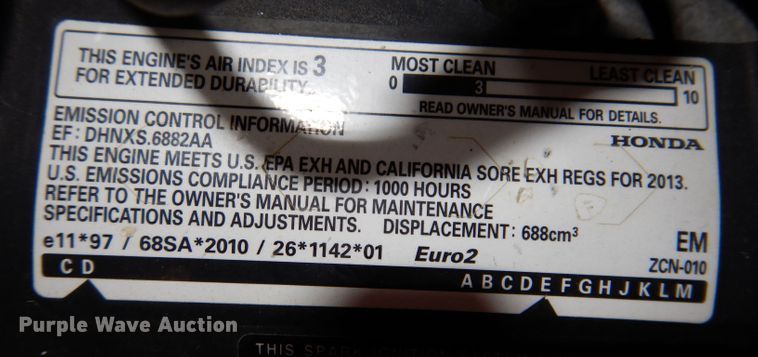 THIS ENGINE'S AIR INDEX IS 3
FOR EXTENDED DURABILITY.
MOST CLEAN LEAST CLEAN
0 3 10
READ OWNER'S MANUAL FOR DETAILS.
EMISSION CONTROL INFORMATION
HONDA
EF: DHNXS.6882AA
THIS ENGINE MEETS U.S. EPA EXH AND CALIFORNIA SORE EXH REGS FOR 2013.
U.S. EMISSIONS COMPLIANCE PERIOD: 1000 HOURS
REFER TO THE OWNER'S MANUAL FOR MAINTENANCE
SPECIFICATIONS AND ADJUSTMENTS. DISPLACEMENT: 688cm³
EM
e11*97 / 68SA*2010 / 26*1142*01 Euro2
ZCN-010
C D
A B C D E F G H J K L M
Purple Wave Auction
THIS SPARK IGNITION